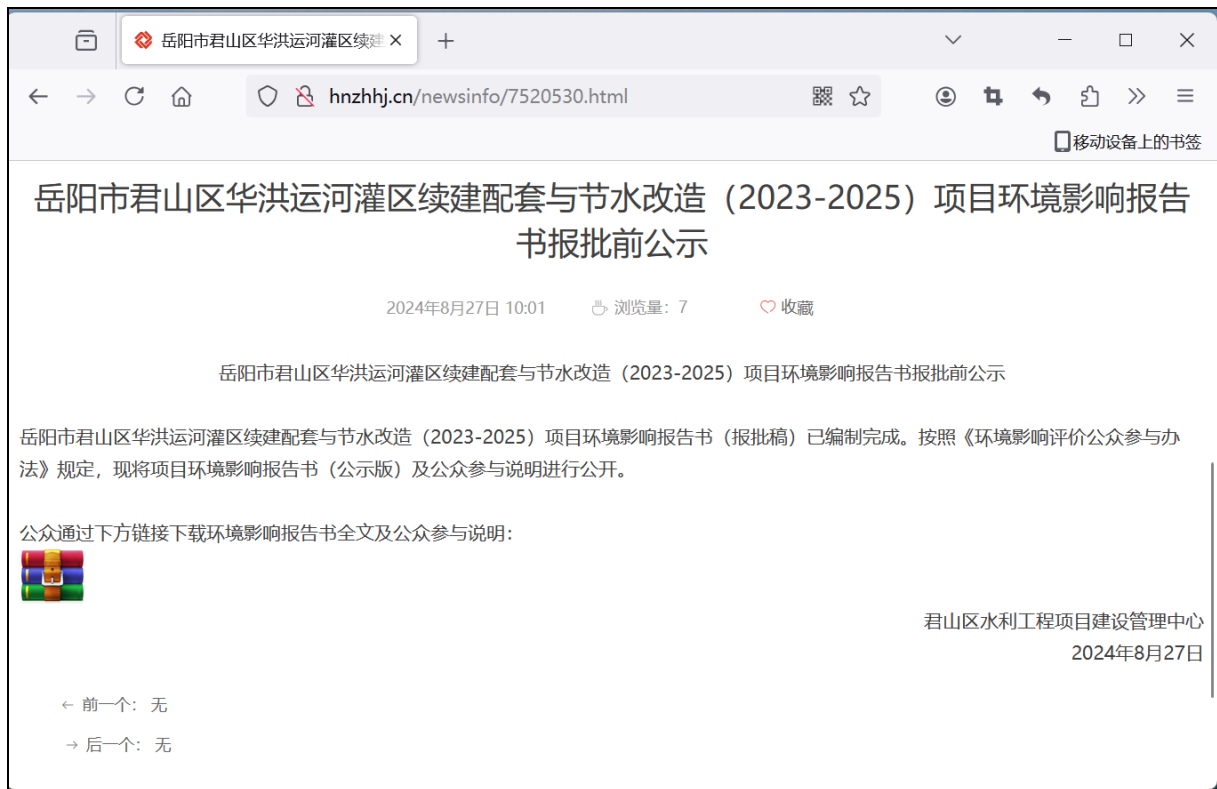 岳阳市君山区华洪运河灌区续建
hnzhhj.cn/newsinfo/7520530.html
移动设备上的书签
岳阳市君山区华洪运河灌区续建配套与节水改造（2023-2025）项目环境影响报告
书报批前公示
2024年8月27日 10:01 浏览量：7 收藏
岳阳市君山区华洪运河灌区续建配套与节水改造（2023-2025）项目环境影响报告书报批前公示
岳阳市君山区华洪运河灌区续建配套与节水改造（2023-2025）项目环境影响报告书（报批稿）已编制完成。按照《环境影响评价公众参与办
法》规定，现将项目环境影响报告书（公示版）及公众参与说明进行公开。
公众通过下方链接下载环境影响报告书全文及公众参与说明：
君山区水利工程项目建设管理中心
2024年8月27日
← 前一个： 无
→ 后一个： 无